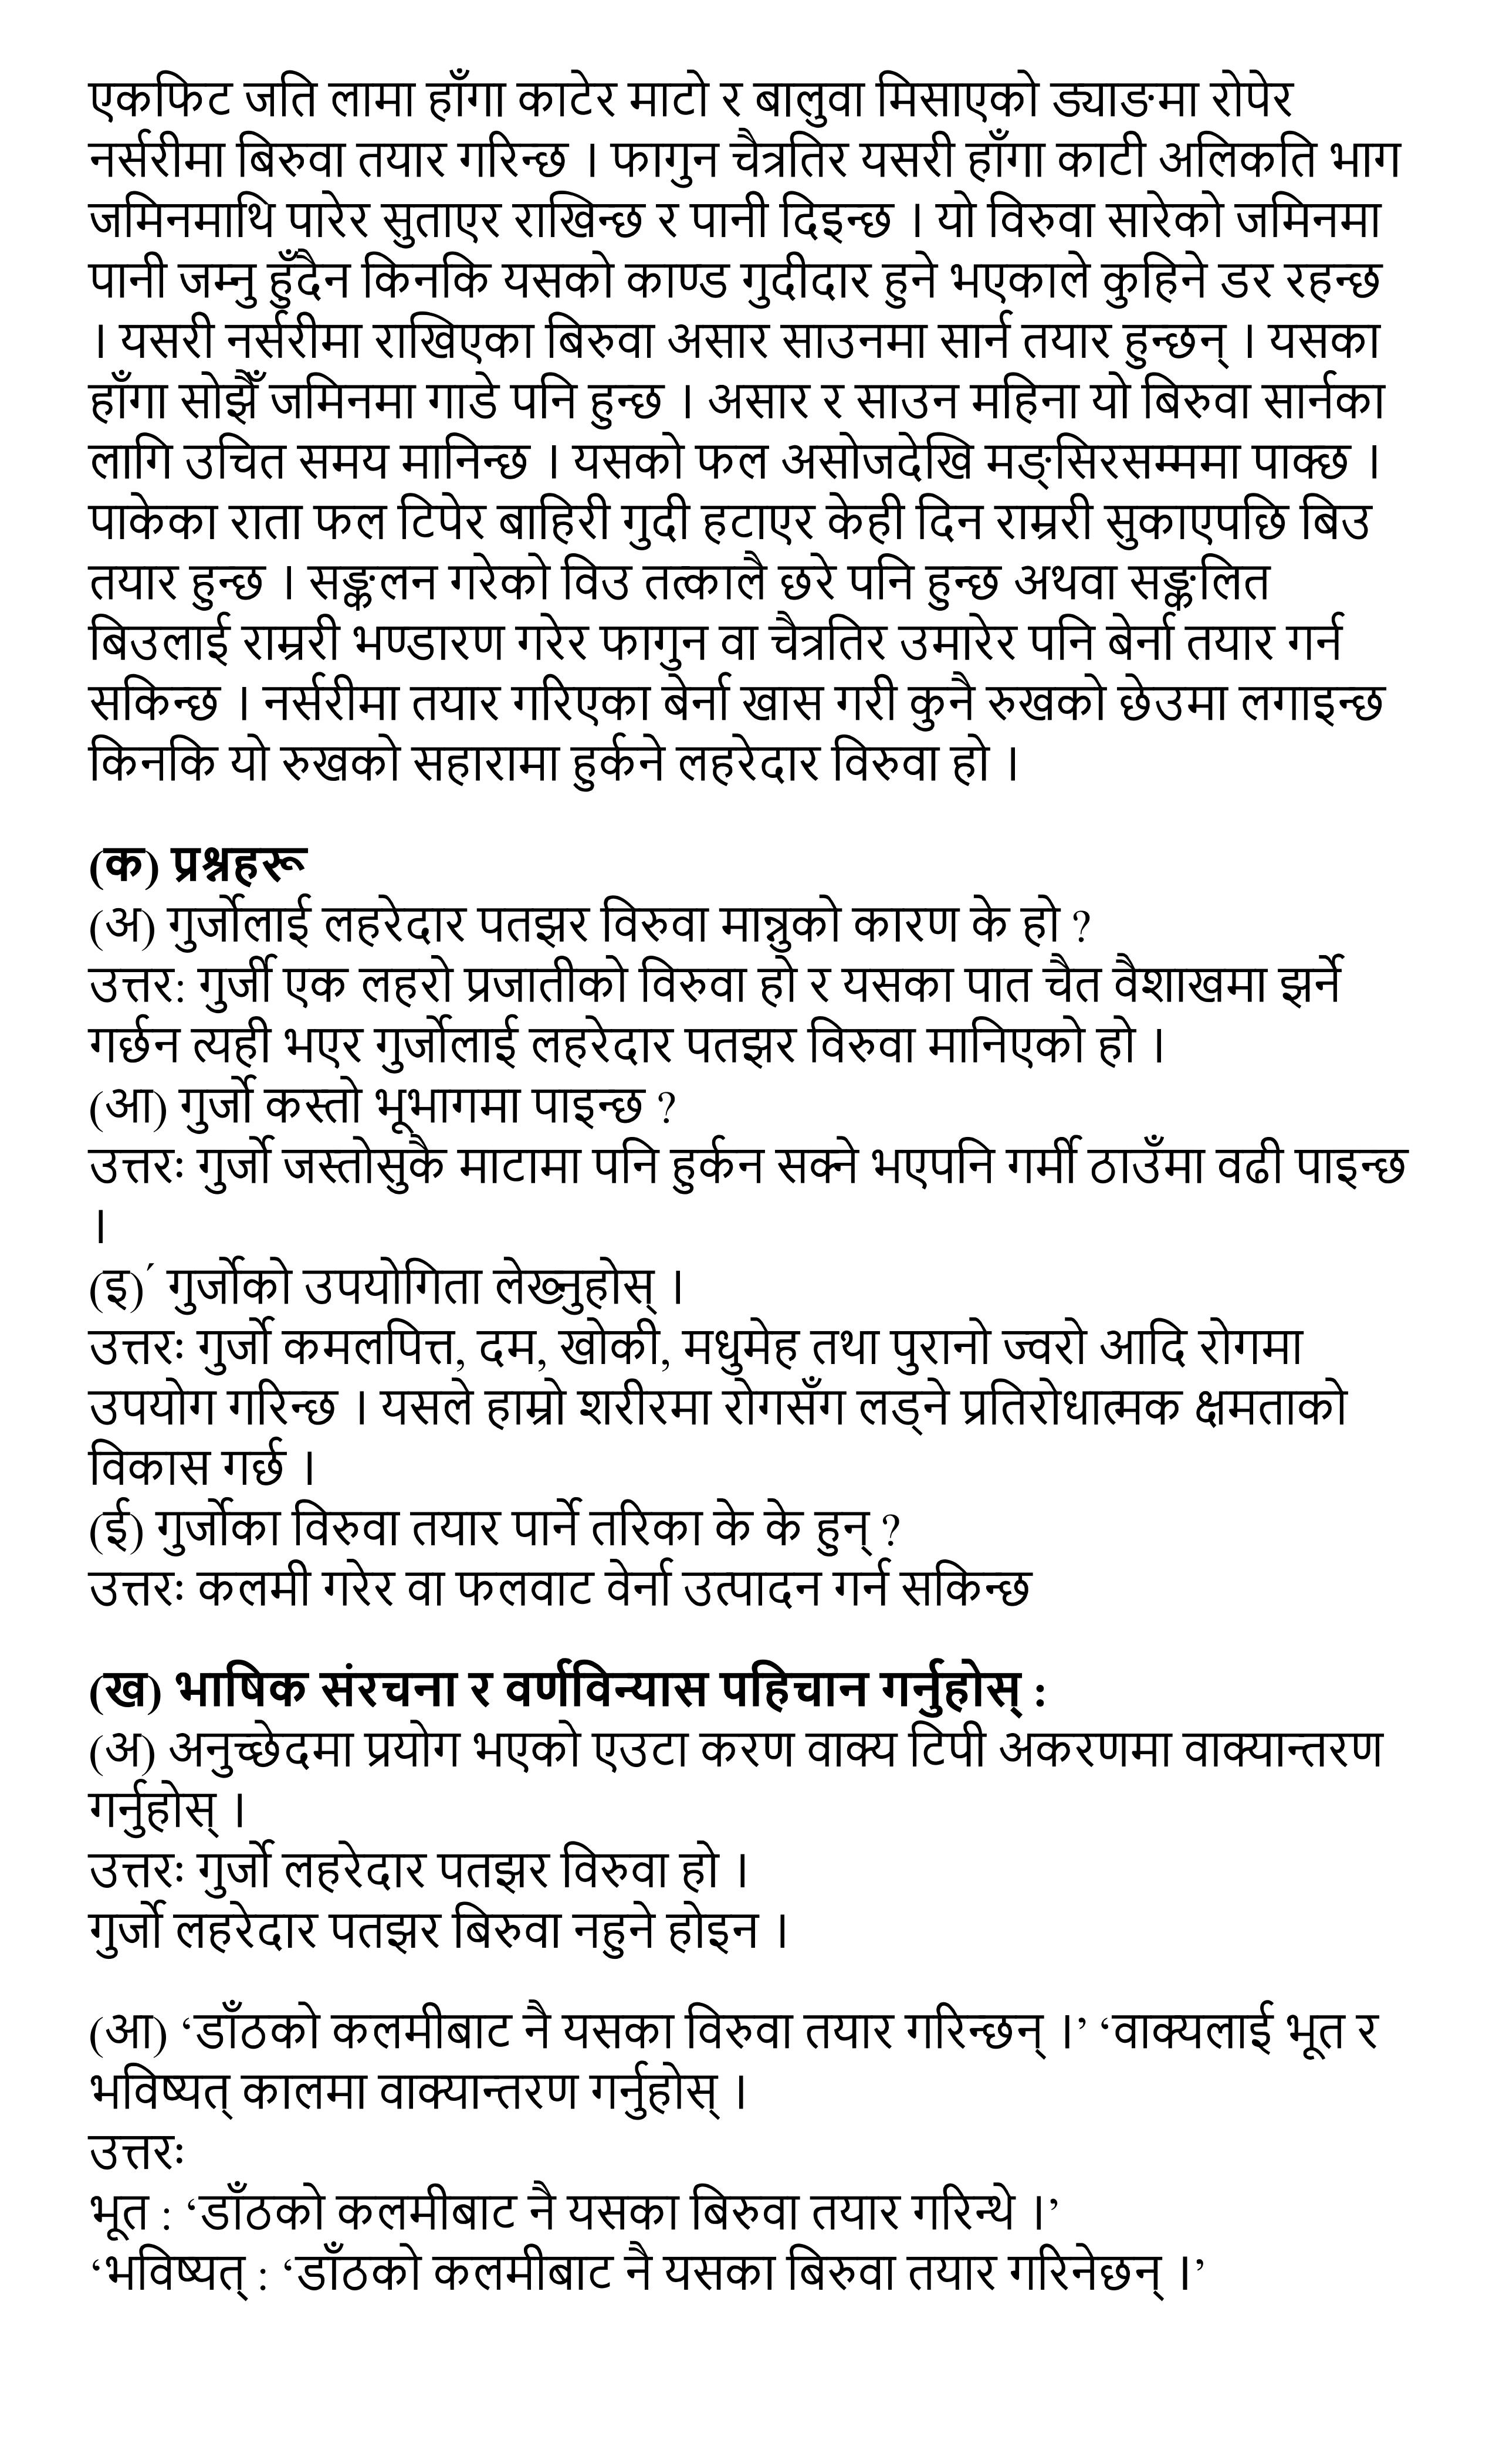 एकफिट जति लामा हाँगा काटेर माटो र बालुवा मिसाएको ड्याङमा रोपेर
नर्सरीमा बिरुवा तयार गरिन्छ । फागुन चैत्रतिर यसरी हाँगा काटी अलिकति भाग
जमिनमाथि पारेर सुताएर राखिन्छ र पानी दिइन्छ । यो विरुवा सारेको जमिनमा
पानी जम्नु हुँदैन किनकि यसको काण्ड गुदीदार हुने भएकाले कुहिने डर रहन्छ
। यसरी नर्सरीमा राखिएका बिरुवा असार साउनमा सार्न तयार हुन्छन् । यसका
हाँगा सोझैँ जमिनमा गाडे पनि हुन्छ । असार र साउन महिना यो बिरुवा सार्नका
लागि उचित समय मानिन्छ । यसको फल असोजदेखि मङ्सिरसम्ममा पाक्छ ।
पाकेका राता फल टिपेर बाहिरी गुदी हटाएर केही दिन राम्ररी सुकाएपछि बिउ
तयार हुन्छ । सङ्कलन गरेको विउ तत्कालै छरे पनि हुन्छ अथवा सङ्कलित
बिउलाई राम्ररी भण्डारण गरेर फागुन वा चैत्रतिर उमारेर पनि बेर्ना तयार गर्न
सकिन्छ । नर्सरीमा तयार गरिएका बेर्ना खास गरी कुनै रुखको छेउमा लगाइन्छ
किनकि यो रुखको सहारामा हुर्कने लहरेदार विरुवा हो ।
(क) प्रश्नहरू
(अ) गुर्जोलाई लहरेदार पतझर विरुवा मान्नुको कारण के हो ?
उत्तर: गुर्जी एक लहरो प्रजातीको विरुवा हो र यसका पात चैत वैशाखमा झर्ने
गर्छन त्यही भएर गुर्जोलाई लहरेदार पतझर विरुवा मानिएको हो ।
(आ) गुर्जो कस्तो भूभागमा पाइन्छ ?
उत्तरः गुर्जो जस्तोसुकै माटामा पनि हुर्कन सक्ने भएपनि गर्मी ठाउँमा वढी पाइन्छ
।
(इ)´ गुर्जोको उपयोगिता लेख्नुहोस् ।
उत्तरः गुर्जो कमलपित्त, दम, खोकी, मधुमेह तथा पुरानो ज्वरो आदि रोगमा
उपयोग गरिन्छ । यसले हाम्रो शरीरमा रोगसँग लड्ने प्रतिरोधात्मक क्षमताको
विकास गर्छ ।
(ई) गुर्जोका विरुवा तयार पार्ने तरिका के के हुन् ?
उत्तरः कलमी गरेर वा फलवाट वेर्ना उत्पादन गर्न सकिन्छ
(ख) भाषिक संरचना र वर्णविन्यास पहिचान गर्नुहोस् :
(अ) अनुच्छेदमा प्रयोग भएको एउटा करण वाक्य टिपी अकरणमा वाक्यान्तरण
गर्नुहोस् ।
उत्तरः गुर्जो लहरेदार पतझर विरुवा हो ।
गुर्जो लहरेदार पतझर बिरुवा नहुने होइन ।
(आ) ‘डाँठको कलमीबाट नै यसका विरुवा तयार गरिन्छन् ।’ ‘वाक्यलाई भूत र
भविष्यत् कालमा वाक्यान्तरण गर्नुहोस् ।
उत्तरः
भूत : ‘डाँठको कलमीबाट नै यसका बिरुवा तयार गरिन्थे ।’
‘भविष्यत् : ‘डाँठको कलमीबाट नै यसका बिरुवा तयार गरिनेछन् ।’